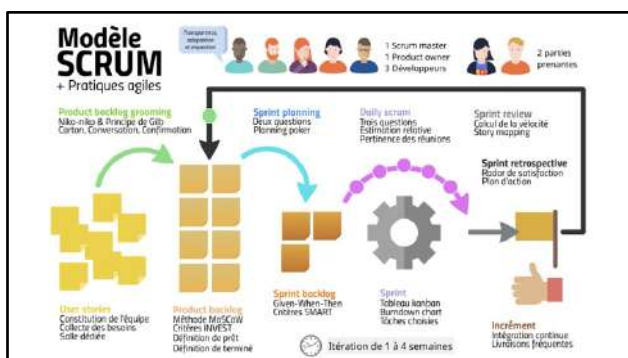 Modèle
SCRUM
+ Pratiques agiles
Transparence,
adaptation
et inspection
1 Scrum master
1 Product owner
3 Développeurs
2 parties
prenantes
Product backlog grooming
Niko-niko & Principe de Gilb
Carton, Conversation, Confirmation
Sprint planning
Deux questions
Planning poker
Daily scrum
Trois questions
Estimation relative
Pertinence des réunions
Sprint review
Calcul de la vélocité
Story mapping
Sprint retrospective
Radar de satisfaction
Plan d'action
User stories
Constitution de l'équipe
Collecte des besoins
Salle dédiée
Product backlog
Méthode MoSCoW
Critères INVEST
Définition de prêt
Définition de terminé
Sprint backlog
Given-When-Then
Critères SMART
Sprint
Tableau kanban
Burndown chart
Tâches choisies
Incrément
Intégration continue
Livraisons fréquentes
Itération de 1 à 4 semaines